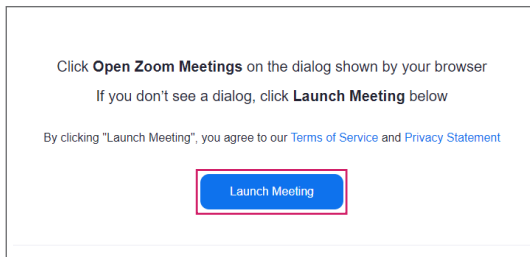 Click Open Zoom Meetings on the dialog shown by your browser
If you don't see a dialog, click Launch Meeting below
By clicking "Launch Meeting", you agree to our Terms of Service and Privacy Statement
Launch Meeting